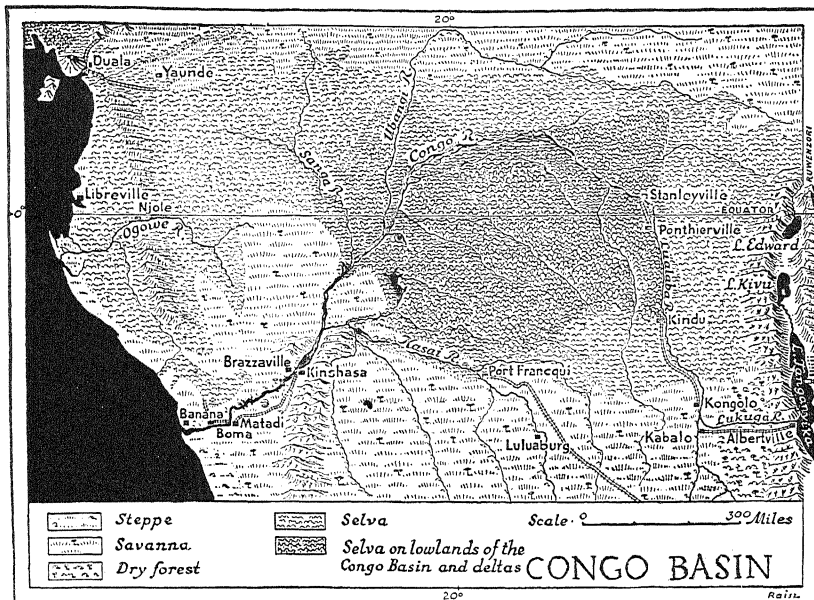 20°
Duala
Yaunde
Ubangi R.
Congo R.
Sanga R.
RUWENZORI
Libreville
Njole
Stanleyville
0°
EQUATOR
Ogowe R.
Ponthierville
L. Edward
L. Kivu
Kindu
Kasai R.
Brazzaville
Kinshasa
Port Francqui
Banana
Matadi
Boma
Kongolo
Lukuga R.
Luluaburg
Kabalo
Albertville
Steppe
Savanna
Dry forest
Selva
Selva on lowlands of the
Congo Basin and deltas
Scale. 0 300 Miles
CONGO BASIN
20°
Raisz